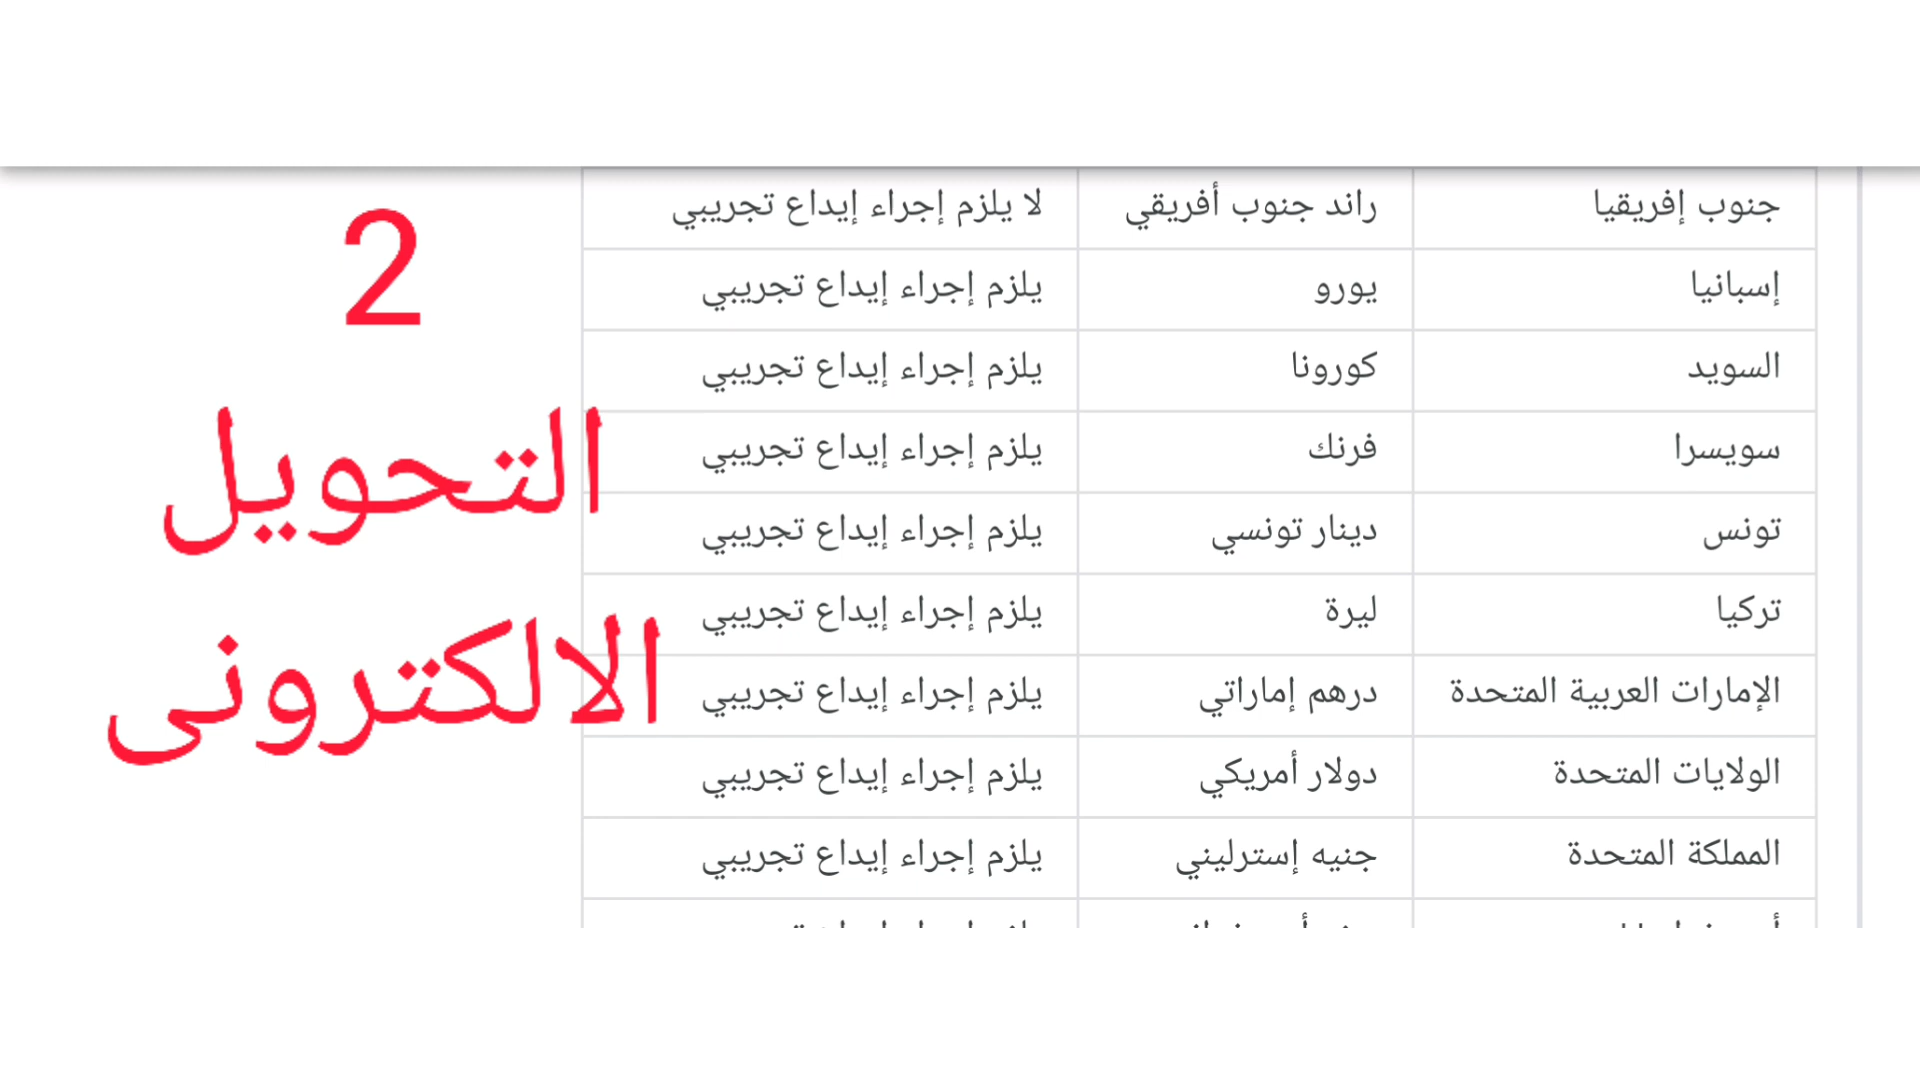 جنوب إفريقيا راند جنوب أفريقي لا يلزم إجراء إيداع تجريبي
إسبانيا يورو يلزم إجراء إيداع تجريبي
السويد كورونا يلزم إجراء إيداع تجريبي
سويسرا فرنك يلزم إجراء إيداع تجريبي
تونس دينار تونسي يلزم إجراء إيداع تجريبي
تركيا ليرة يلزم إجراء إيداع تجريبي
الإمارات العربية المتحدة درهم إماراتي يلزم إجراء إيداع تجريبي
الولايات المتحدة دولار أمريكي يلزم إجراء إيداع تجريبي
المملكة المتحدة جنيه إسترليني يلزم إجراء إيداع تجريبي
2
التحويل
الالكترونى